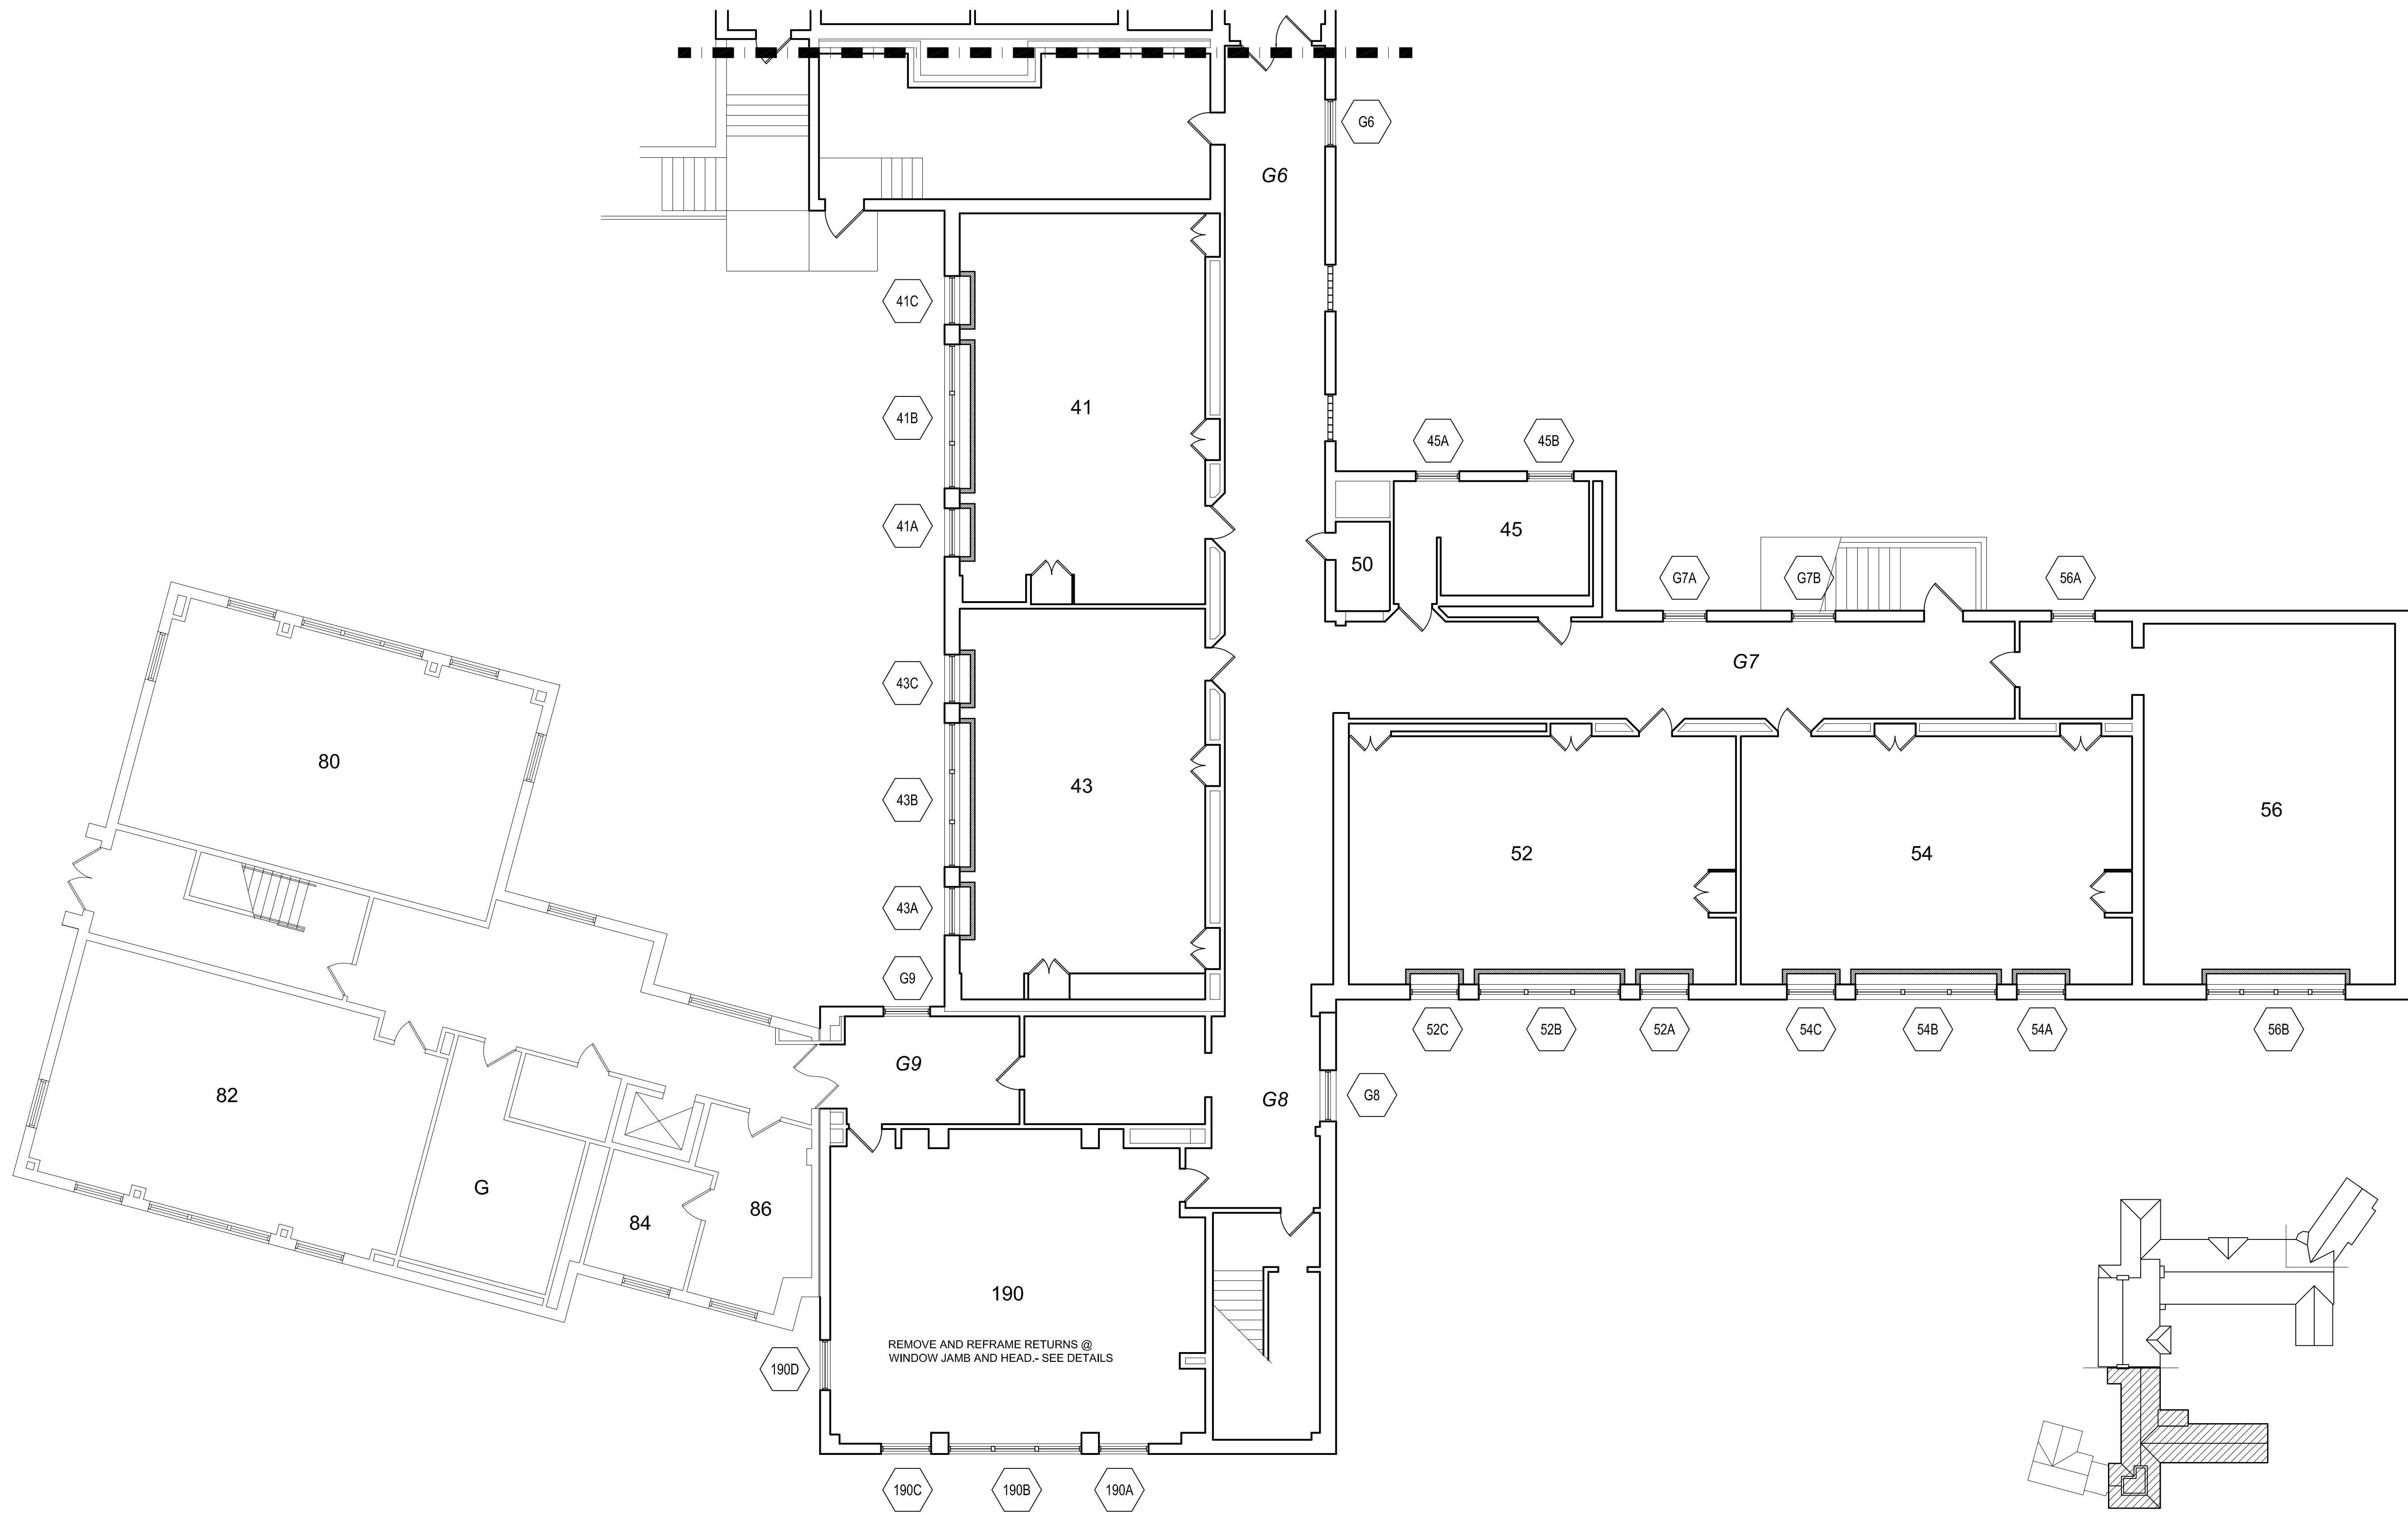 G6
G6
41C
41B
41
41A
45A
45B
45
50
G7A
G7B
56A
G7
43C
80
43
43B
56
52
54
43A
G9
52C
52B
52A
54C
54B
54A
56B
G9
82
G8
G8
G
84
86
190
REMOVE AND REFRAME RETURNS @
WINDOW JAMB AND HEAD.- SEE DETAILS
190D
190C
190B
190A